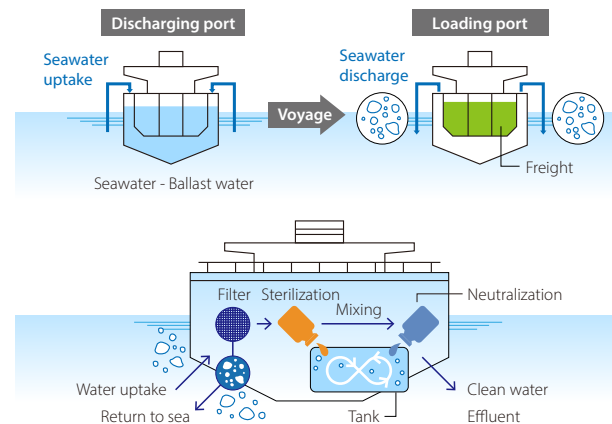 Discharging port
Loading port
Seawater
uptake
Seawater
discharge
Voyage
Freight
Seawater - Ballast water
Filter
Sterilization
Mixing
Neutralization
Water uptake
Return to sea
Tank
Clean water
Effluent